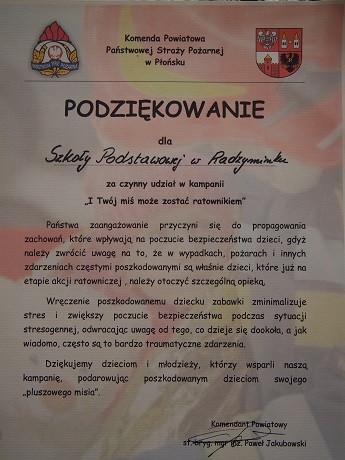 Komenda Powiatowa
Państwowej Straży Pożarnej
w Płońsku
PODZIĘKOWANIE
dla
Szkoły Podstawowej w Radzyminku
za czynny udział w kampanii
„I Twój miś może zostać ratownikiem”
Państwa zaangażowanie przyczyni się do propagowania
zachowań, które wpływają na poczucie bezpieczeństwa dzieci, gdyż
należy zwrócić uwagę na to, że w wypadkach, pożarach i innych
zdarzeniach częstymi poszkodowanymi są właśnie dzieci, które już na
etapie akcji ratowniczej , należy otoczyć szczególną opieką.
Wręczenie poszkodowanemu dziecku zabawki zminimalizuje
stres i zwiększy poczucie bezpieczeństwa podczas sytuacji
stresogennej, odwracając uwagę od tego, co dzieje się dookoła, a jak
wiadomo, często są to bardzo traumatyczne zdarzenia.
Dziękujemy dzieciom i młodzieży, którzy wsparli naszą
kampanię, podarowując poszkodowanym dzieciom swojego
„pluszowego misia”.
Komendant Powiatowy
st. bryg. mgr inż. Paweł Jakubowski